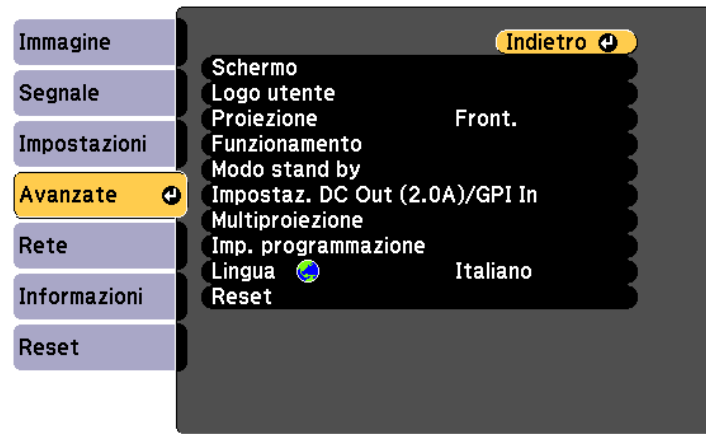 Immagine
Segnale
Impostazioni
Avanzate
Rete
Informazioni
Reset
Indietro
Schermo
Logo utente
Proiezione Front.
Funzionamento
Modo stand by
Impostaz. DC Out (2.0A)/GPI In
Multiproiezione
Imp. programmazione
Lingua Italiano
Reset